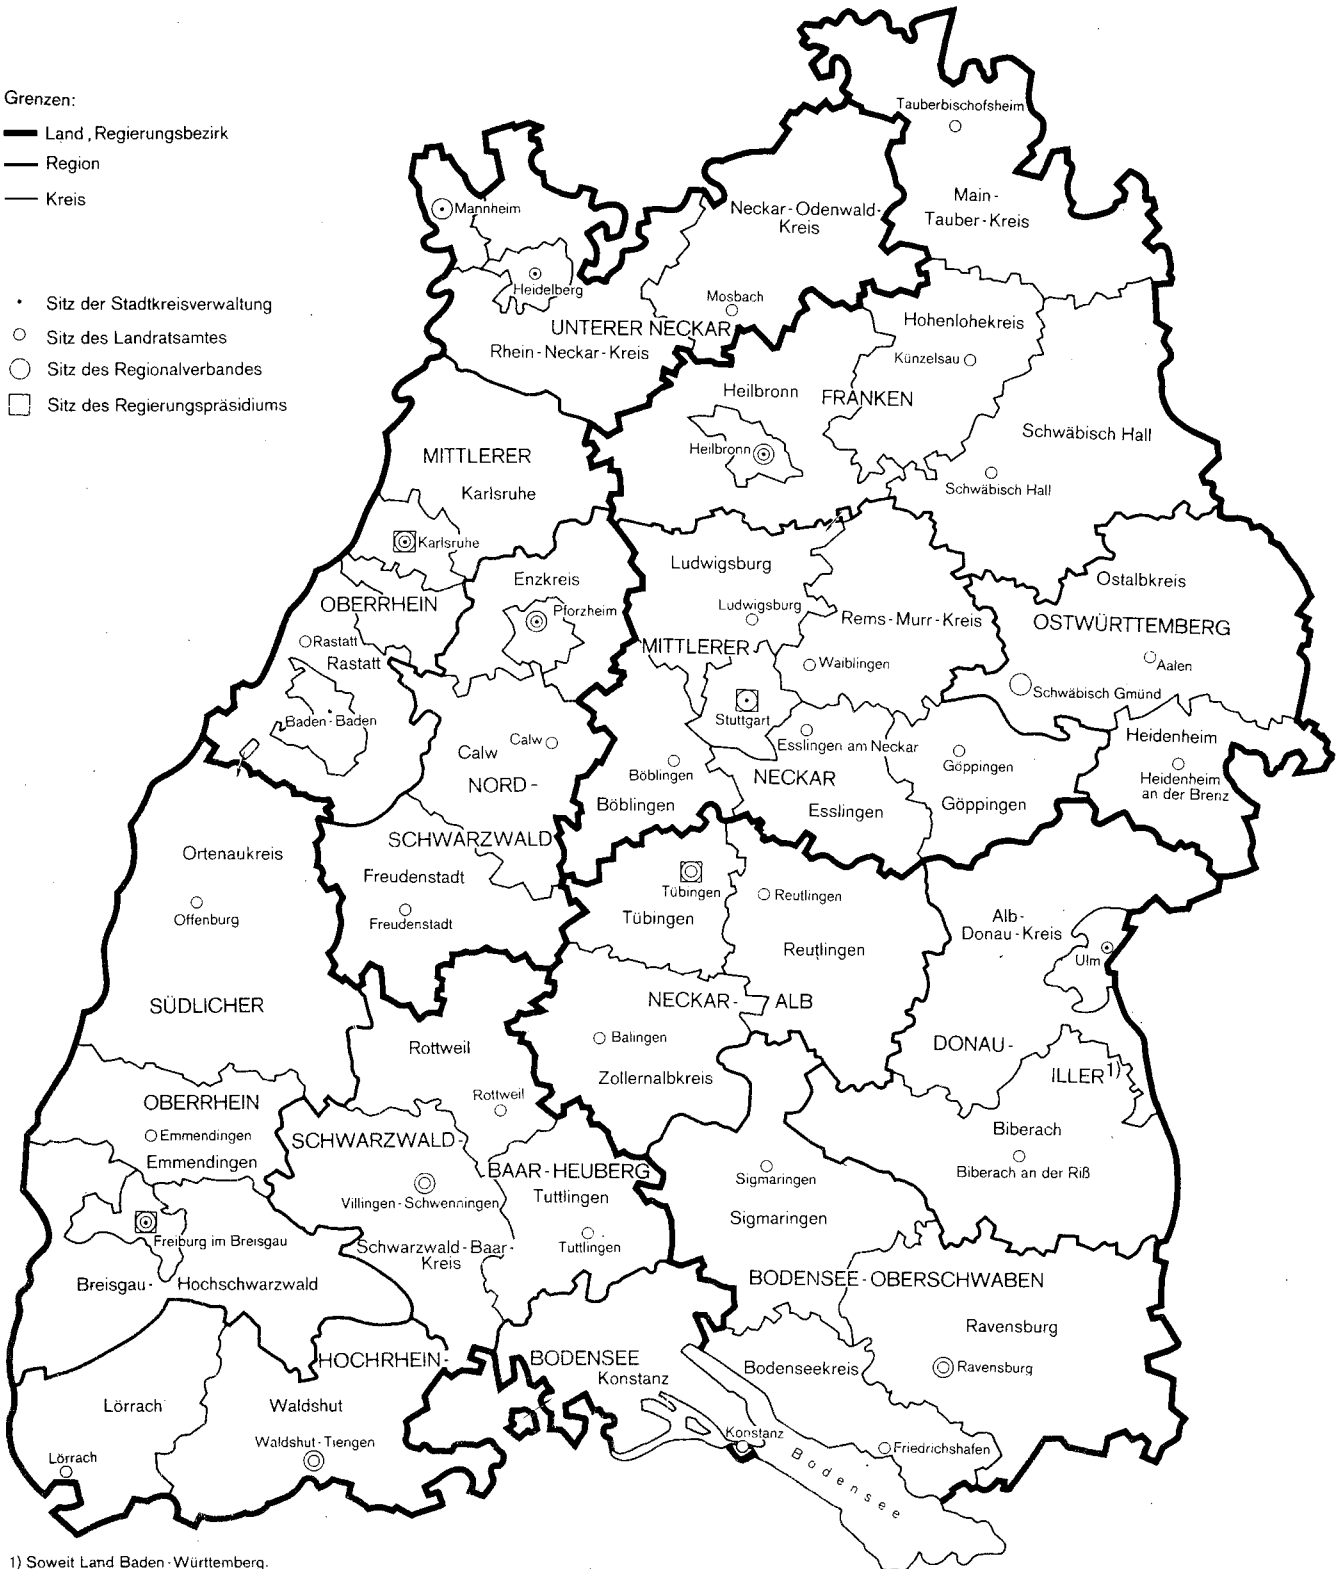 Grenzen:
Land, Regierungsbezirk
Region
Kreis
Sitz der Stadtkreisverwaltung
Sitz des Landratsamtes
Sitz des Regionalverbandes
Sitz des Regierungspräsidiums
Tauberbischofsheim
Main-
Tauber-Kreis
Mannheim
Neckar-Odenwald-
Kreis
Heidelberg
Mosbach
UNTERER NECKAR
Rhein-Neckar-Kreis
Hohenlohekreis
Künzelsau
Heilbronn
FRANKEN
Heilbronn
Schwäbisch Hall
Schwäbisch Hall
MITTLERER
Karlsruhe
Karlsruhe
OBERRHEIN
Rastatt
Rastatt
Baden-Baden
Enzkreis
Pforzheim
Ludwigsburg
Ludwigsburg
MITTLERER
Rems-Murr-Kreis
Waiblingen
Ostalbkreis
OSTWÜRTTEMBERG
Aalen
Schwäbisch Gmünd
Stuttgart
Calw
Calw
NORD-
Böblingen
Böblingen
Esslingen am Neckar
NECKAR
Esslingen
Göppingen
Göppingen
Heidenheim
Heidenheim
an der Brenz
SCHWARZWALD
Freudenstadt
Freudenstadt
Ortenaukreis
Offenburg
Tübingen
Tübingen
Reutlingen
Reutlingen
Alb-
Donau-Kreis
Ulm
SÜDLICHER
NECKAR-
ALB
Balingen
Zollernalbkreis
DONAU-
ILLER1)
Rottweil
Rottweil
OBERRHEIN
Emmendingen
Emmendingen
SCHWARZWALD-
BAAR-HEUBERG
Villingen-Schwenningen
Schwarzwald-Baar-
Kreis
Tuttlingen
Tuttlingen
Biberach
Biberach an der Riß
Sigmaringen
Sigmaringen
Freiburg im Breisgau
Breisgau-
Hochschwarzwald
BODENSEE-OBERSCHWABEN
Ravensburg
Ravensburg
HOCHRHEIN-
BODENSEE
Konstanz
Bodenseekreis
Lörrach
Lörrach
Waldshut
Waldshut-Tiengen
Konstanz
Friedrichshafen
Bodensee
1) Soweit Land Baden-Württemberg.